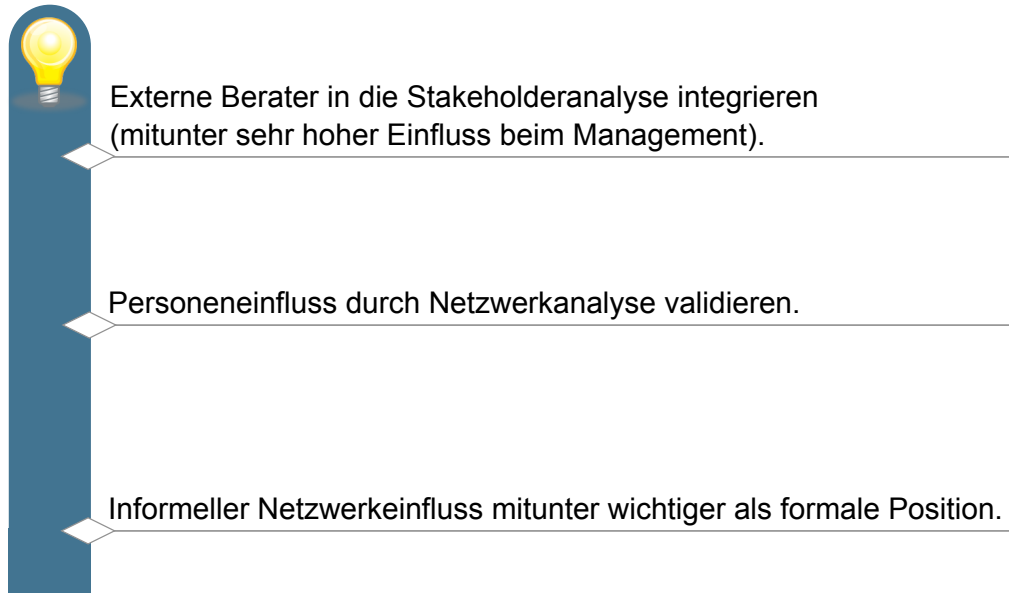 Externe Berater in die Stakeholderanalyse integrieren
(mitunter sehr hoher Einfluss beim Management).
Personeneinfluss durch Netzwerkanalyse validieren.
Informeller Netzwerkeinfluss mitunter wichtiger als formale Position.